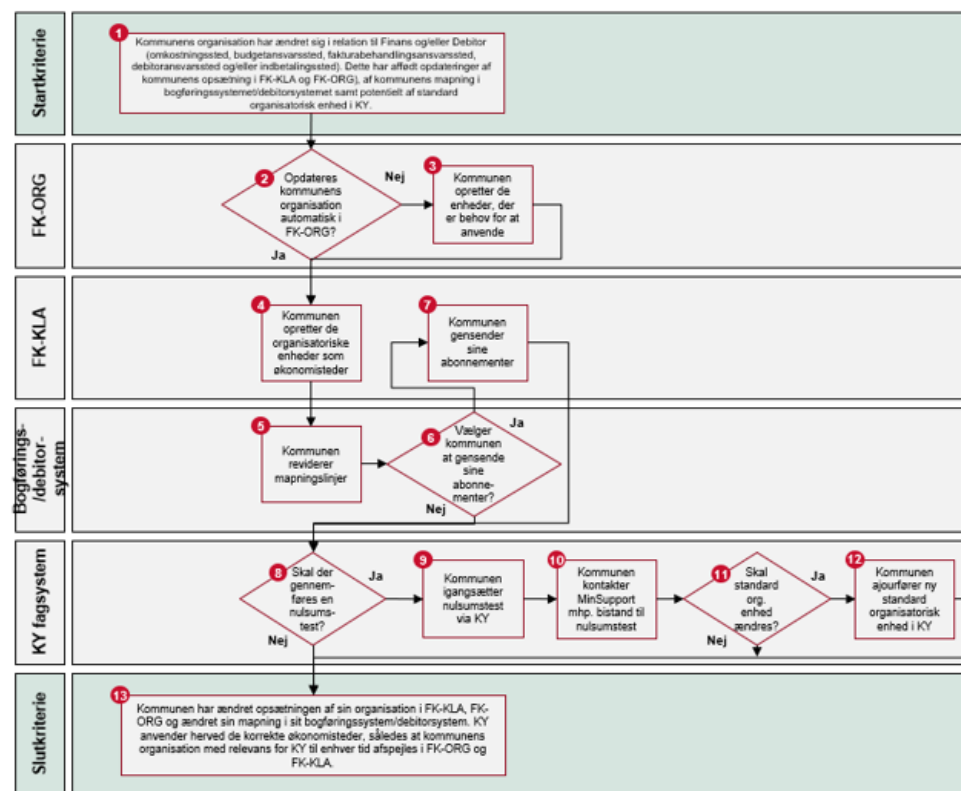 Startkriterie
1
Kommunens organisation har ændret sig i relation til Finans og/eller Debitor
(omkostningssted, budgetansvarssted, fakturabehandlingsansvarssted,
debitoransvarssted og/eller indbetalingssted). Dette har affødt opdateringer af
kommunens opsætning i FK-KLA og FK-ORG), af kommunens mapning i
bogføringssystemet/debitorsystemet samt potentielt af standard
organisatorisk enhed i KY.
FK-ORG
2
Opdateres
kommunens
organisation
automatisk i
FK-ORG?
Nej
Ja
3
Kommunen
opretter de
enheder, der
er behov for at
anvende
FK-KLA
4
Kommunen
opretter de
organisatoriske
enheder som
økonomisteder
7
Kommunen
gensender
sine
abonnementer
Bogførings-
/debitor-
system
5
Kommunen
reviderer
mapningslinjer
6
Vælger
kommunen
at gensende
sine
abonne-
menter?
Ja
Nej
KY fagsystem
8
Skal der
gennem-
føres en
nulsums-
test?
Ja
Nej
9
Kommunen
igangsætter
nulsumstest
via KY
10
Kommunen
kontakter
MinSupport
mhp. bistand til
nulsumstest
11
Skal
standard
org.
enhed
ændres?
Ja
Nej
12
Kommunen
ajourfører ny
standard
organisatorisk
enhed i KY
Slutkriterie
13
Kommunen har ændret opsætningen af sin organisation i FK-KLA, FK-
ORG og ændret sin mapning i sit bogføringssystem/debitorsystem. KY
anvender herved de korrekte økonomisteder, således at kommunens
organisation med relevans for KY til enhver tid afspejles i FK-ORG og
FK-KLA.